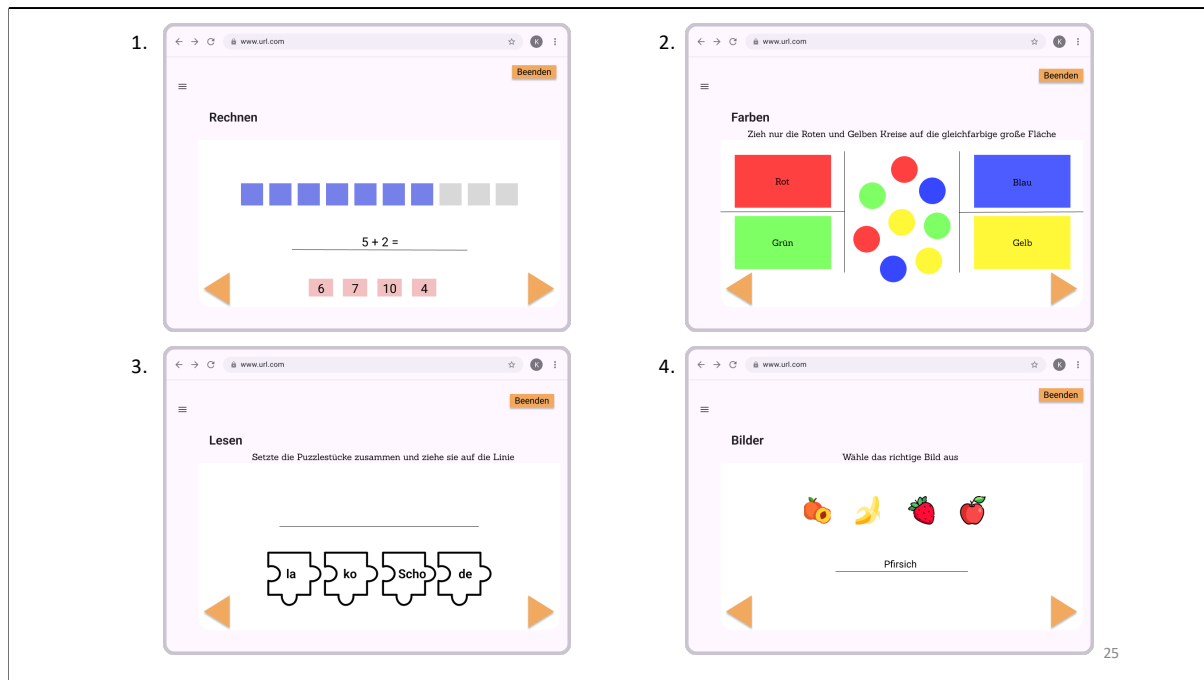 1.
www.url.com
K
Beenden
Rechnen
5 + 2 =
6 7 10 4
2.
www.url.com
K
Beenden
Farben
Zieh nur die Roten und Gelben Kreise auf die gleichfarbige große Fläche
Rot
Blau
Grün
Gelb
3.
www.url.com
K
Beenden
Lesen
Setzte die Puzzlestücke zusammen und ziehe sie auf die Linie
la ko Scho de
4.
www.url.com
K
Beenden
Bilder
Wähle das richtige Bild aus
Pfirsich
25